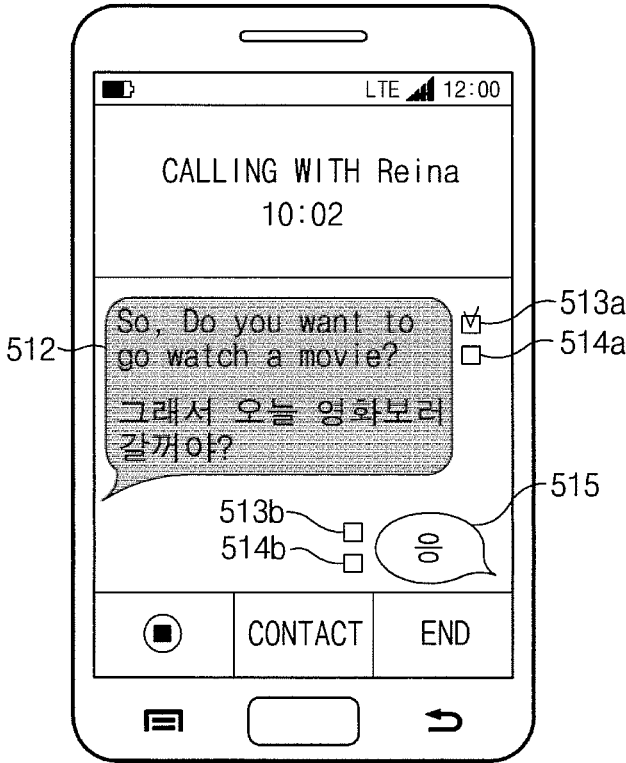 LTE 12:00
CALLING WITH Reina
10:02
So, Do you want to
go watch a movie?
그래서 오늘 영화보러
갈꺼야?
512
513a
514a
513b
514b
515
응
CONTACT END